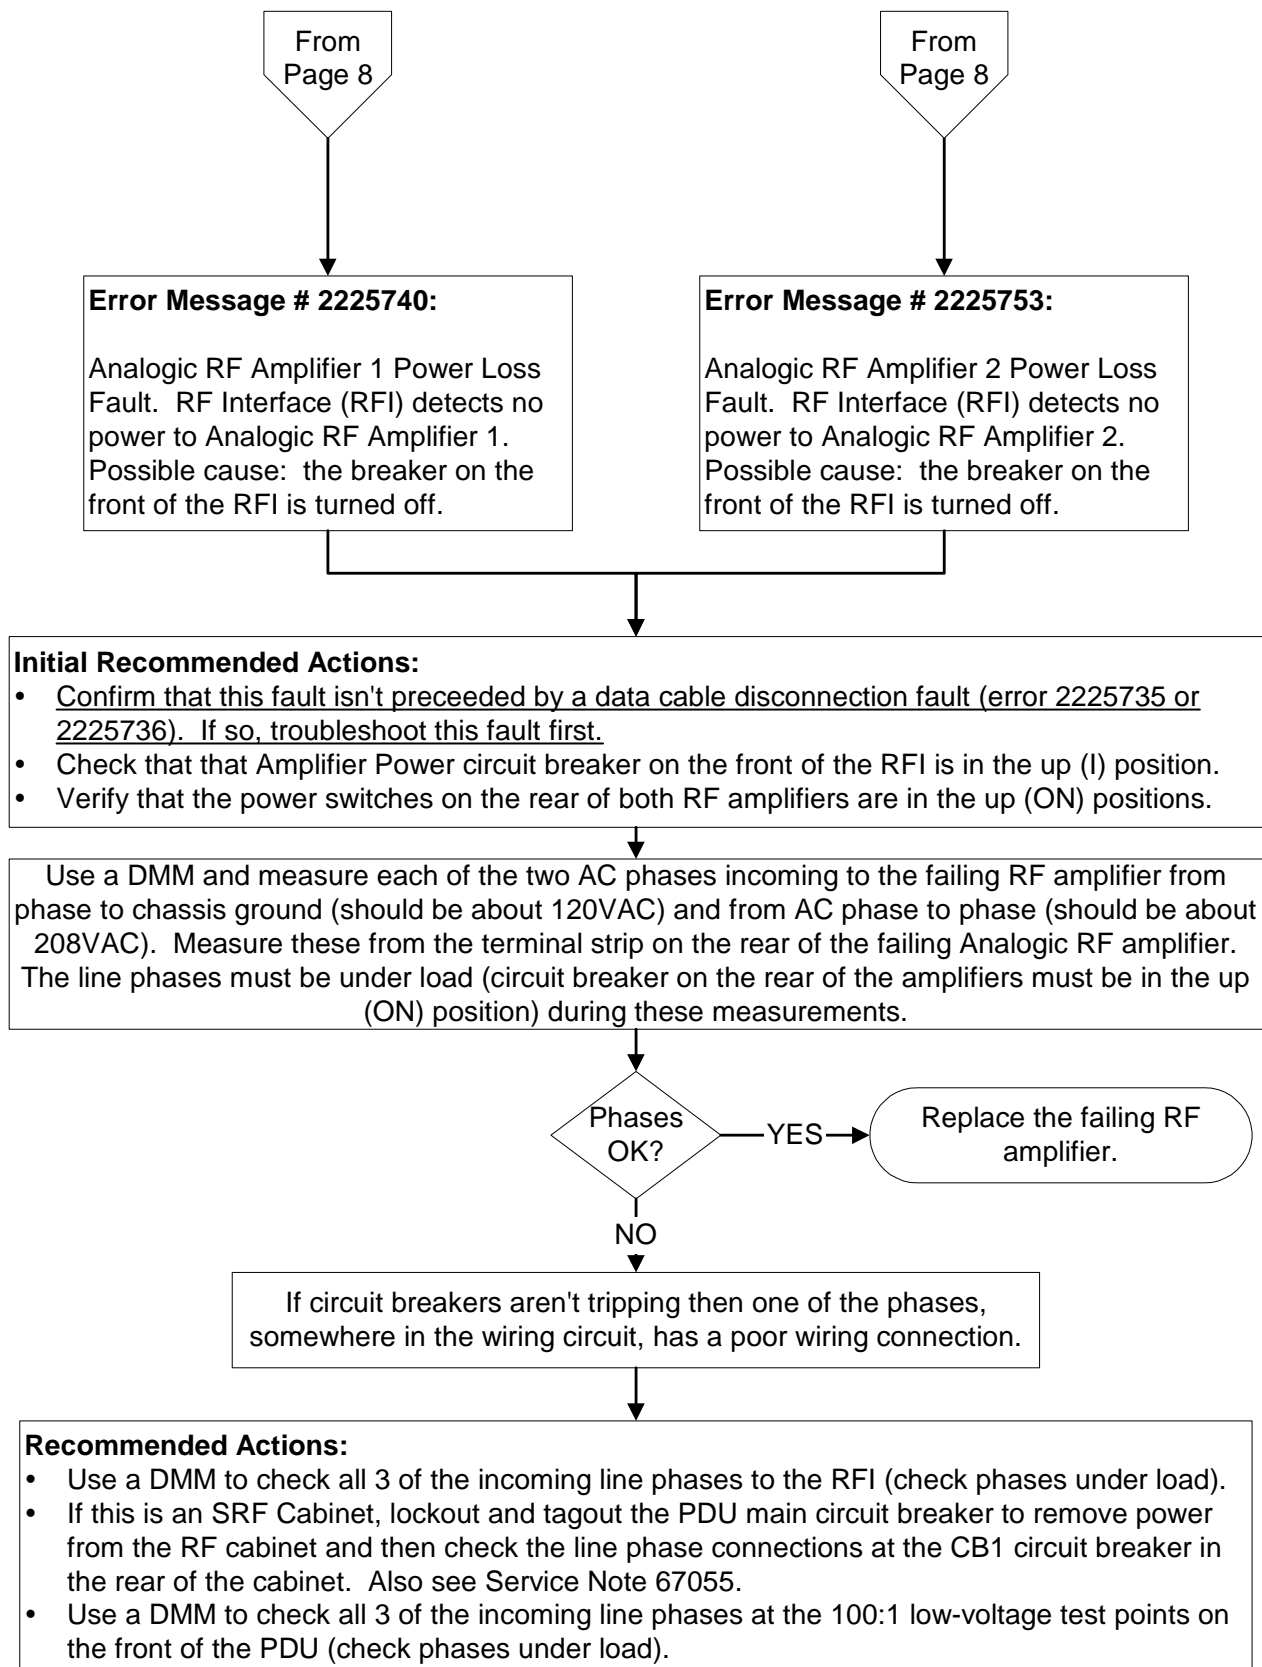 From
Page 8
From
Page 8
Error Message # 2225740:
Analogic RF Amplifier 1 Power Loss
Fault.  RF Interface (RFI) detects no
power to Analogic RF Amplifier 1.
Possible cause:  the breaker on the
front of the RFI is turned off.
Error Message # 2225753:
Analogic RF Amplifier 2 Power Loss
Fault.  RF Interface (RFI) detects no
power to Analogic RF Amplifier 2.
Possible cause:  the breaker on the
front of the RFI is turned off.
Initial Recommended Actions:
• Confirm that this fault isn't preceeded by a data cable disconnection fault (error 2225735 or
2225736).  If so, troubleshoot this fault first.
• Check that that Amplifier Power circuit breaker on the front of the RFI is in the up (I) position.
• Verify that the power switches on the rear of both RF amplifiers are in the up (ON) positions.
Use a DMM and measure each of the two AC phases incoming to the failing RF amplifier from
phase to chassis ground (should be about 120VAC) and from AC phase to phase (should be about
208VAC).  Measure these from the terminal strip on the rear of the failing Analogic RF amplifier.
The line phases must be under load (circuit breaker on the rear of the amplifiers must be in the up
(ON) position) during these measurements.
Phases
OK?
YES
Replace the failing RF
amplifier.
NO
If circuit breakers aren't tripping then one of the phases,
somewhere in the wiring circuit, has a poor wiring connection.
Recommended Actions:
• Use a DMM to check all 3 of the incoming line phases to the RFI (check phases under load).
• If this is an SRF Cabinet, lockout and tagout the PDU main circuit breaker to remove power
from the RF cabinet and then check the line phase connections at the CB1 circuit breaker in
the rear of the cabinet.  Also see Service Note 67055.
• Use a DMM to check all 3 of the incoming line phases at the 100:1 low-voltage test points on
the front of the PDU (check phases under load).